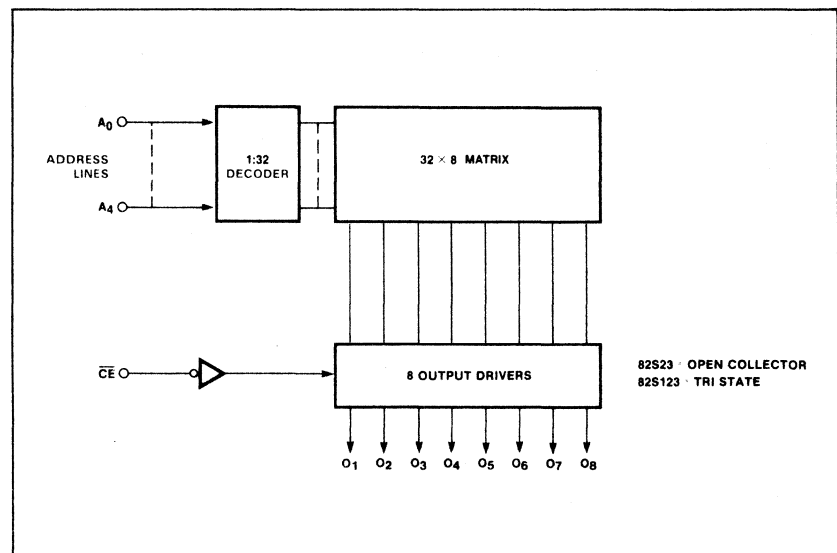 A0
ADDRESS
LINES
A4
1:32
DECODER
32 × 8 MATRIX
CE
8 OUTPUT DRIVERS
82S23 · OPEN COLLECTOR
82S123 · TRI STATE
O1 O2 O3 O4 O5 O6 O7 O8